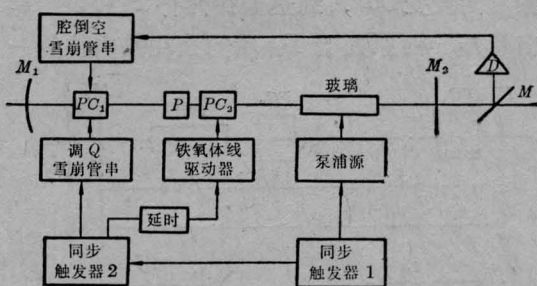 腔倒空
雪崩管串
M₁
PC₁
P
PC₂
玻璃
M₂
D
M
调Q
雪崩管串
铁氧体线
驱动器
泵浦源
延时
同步
触发器2
同步
触发器1